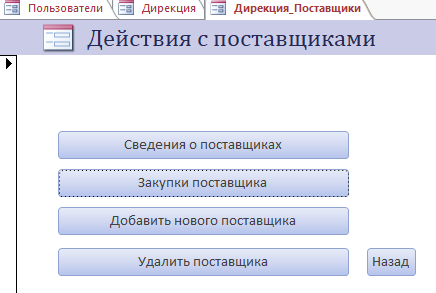 Пользователи
Дирекция
Дирекция_Поставщики
Действия с поставщиками
Сведения о поставщиках
Закупки поставщика
Добавить нового поставщика
Удалить поставщика
Назад